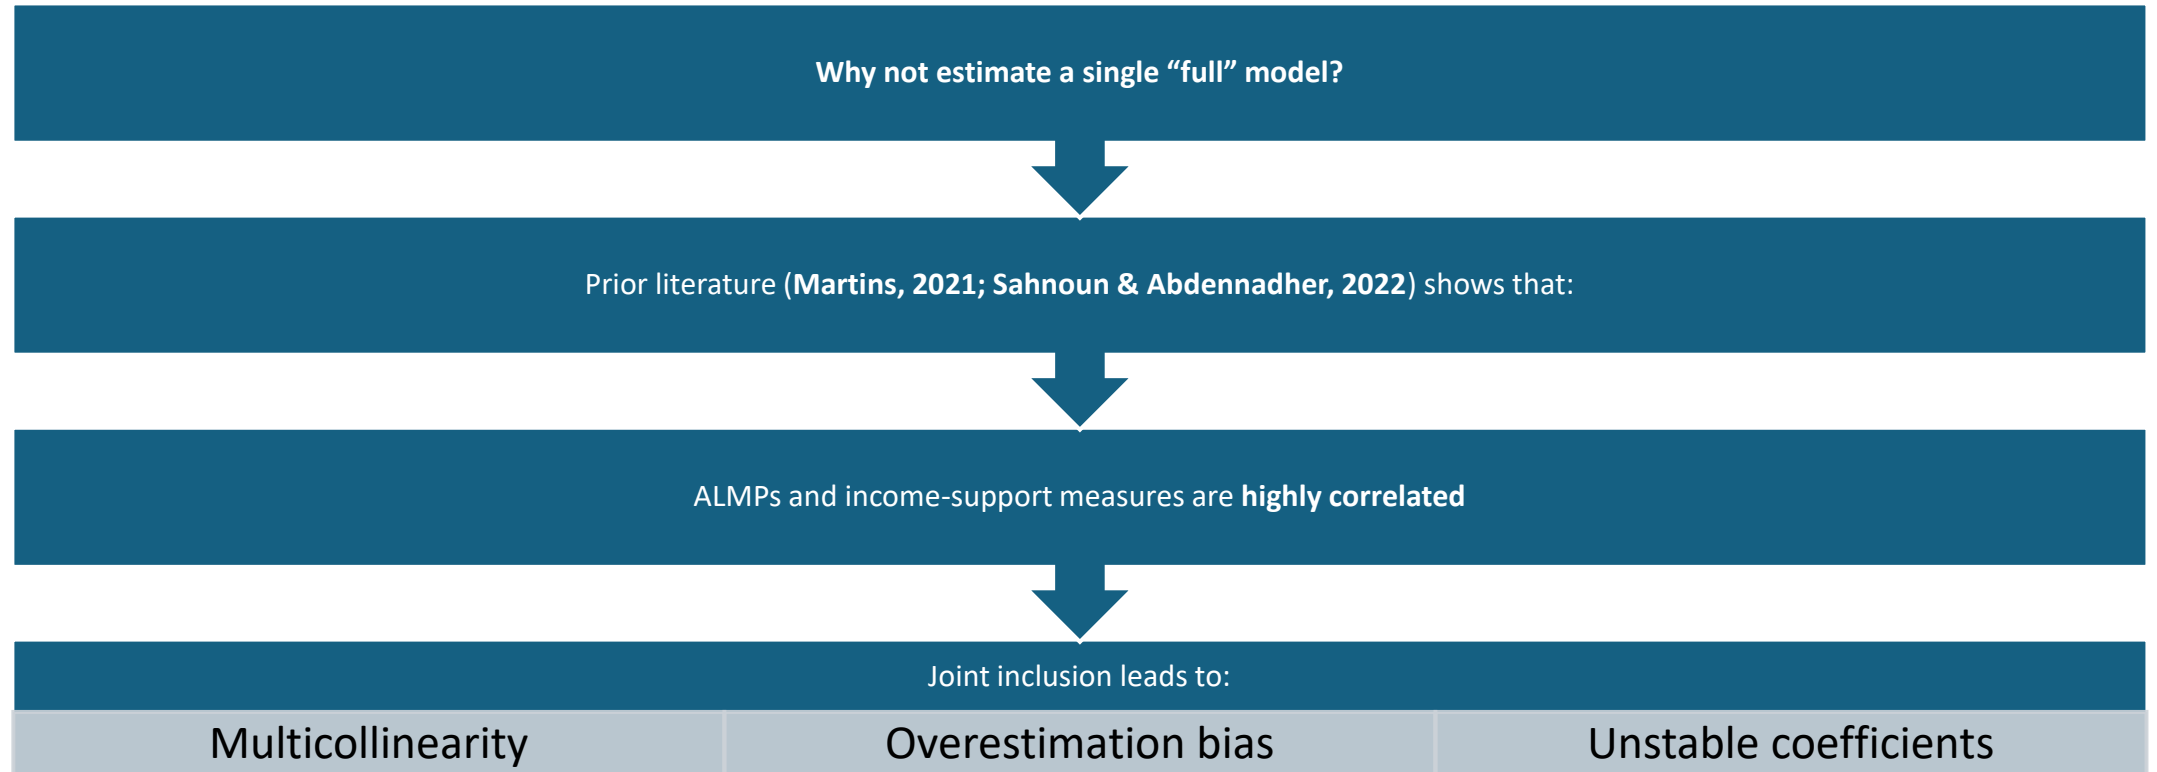 Why not estimate a single “full” model?
Prior literature (Martins, 2021; Sahnoun & Abdennadher, 2022) shows that:
ALMPs and income-support measures are highly correlated
Joint inclusion leads to:
Multicollinearity
Overestimation bias
Unstable coefficients